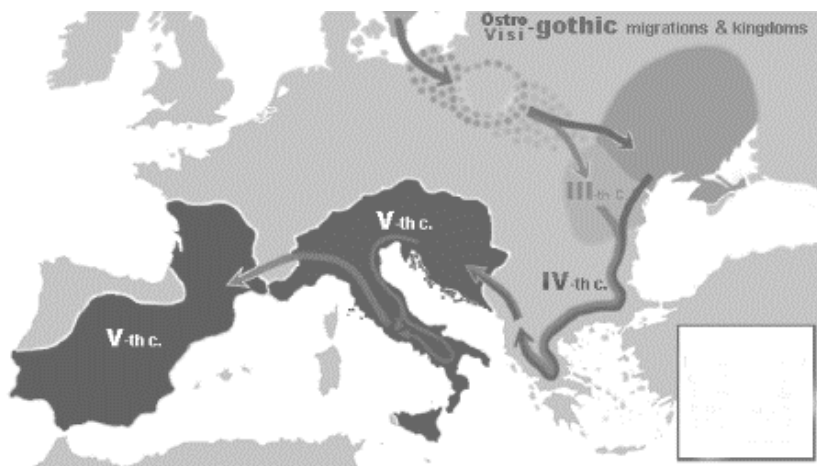 Ostro
Visi -gothic migrations & kingdoms
III-th c.
V-th c.
IV-th c.
V-th c.